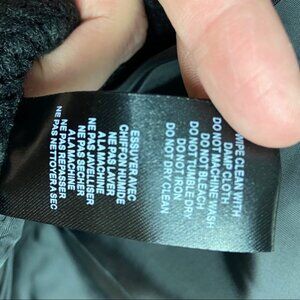 WIPE CLEAN WITH
DAMP CLOTH
DO NOT MACHINE WASH
DO NOT BLEACH
DO NOT TUMBLE DRY
DO NOT IRON
DO NOT DRY CLEAN
ESSUYER AVEC
CHIFFON HUMIDE
NE PAS LAVER
A LA MACHINE
NE PAS JAVELLISER
NE PAS SÉCHER
A LA MACHINE
NE PAS REPASSER
NE PAS NETTOYER A SEC